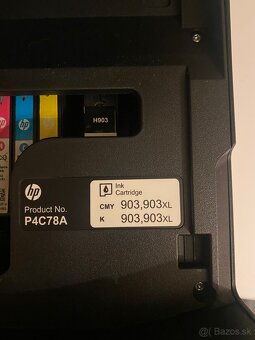 H903
hp
Product No.
P4C78A
Ink
Cartridge
CMY 903,903XL
K 903,903XL
© bazos.sk